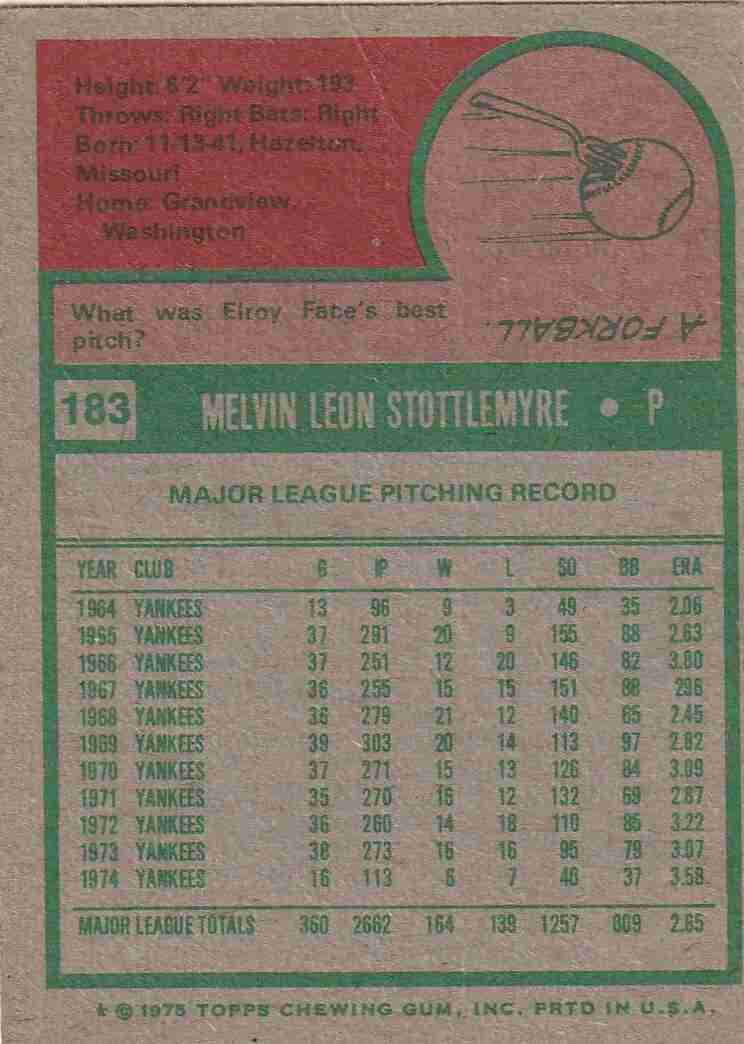 Height: 6'2" Weight: 193
Throws: Right Bats: Right
Born: 11-13-41, Hazelton,
Missouri
Home: Grandview,
Washington
What was Elroy Face's best
pitch?
A FORKBALL.
183 MELVIN LEON STOTTLEMYRE • P
MAJOR LEAGUE PITCHING RECORD
YEAR CLUB G IP W L SO BB ERA
1964 YANKEES 13 96 9 3 49 35 2.06
1965 YANKEES 37 291 20 9 155 88 2.63
1966 YANKEES 37 251 12 20 146 82 3.80
1967 YANKEES 36 255 15 15 151 88 296
1968 YANKEES 36 279 21 12 140 65 2.45
1969 YANKEES 39 303 20 14 113 97 2.82
1970 YANKEES 37 271 15 13 126 84 3.09
1971 YANKEES 35 270 16 12 132 69 2.87
1972 YANKEES 36 260 14 18 110 85 3.22
1973 YANKEES 38 273 16 16 95 79 3.07
1974 YANKEES 16 113 6 7 40 37 3.58
MAJOR LEAGUE TOTALS 360 2662 164 139 1257 809 2.65
* © 1975 TOPPS CHEWING GUM, INC. PRTD IN U.S.A.